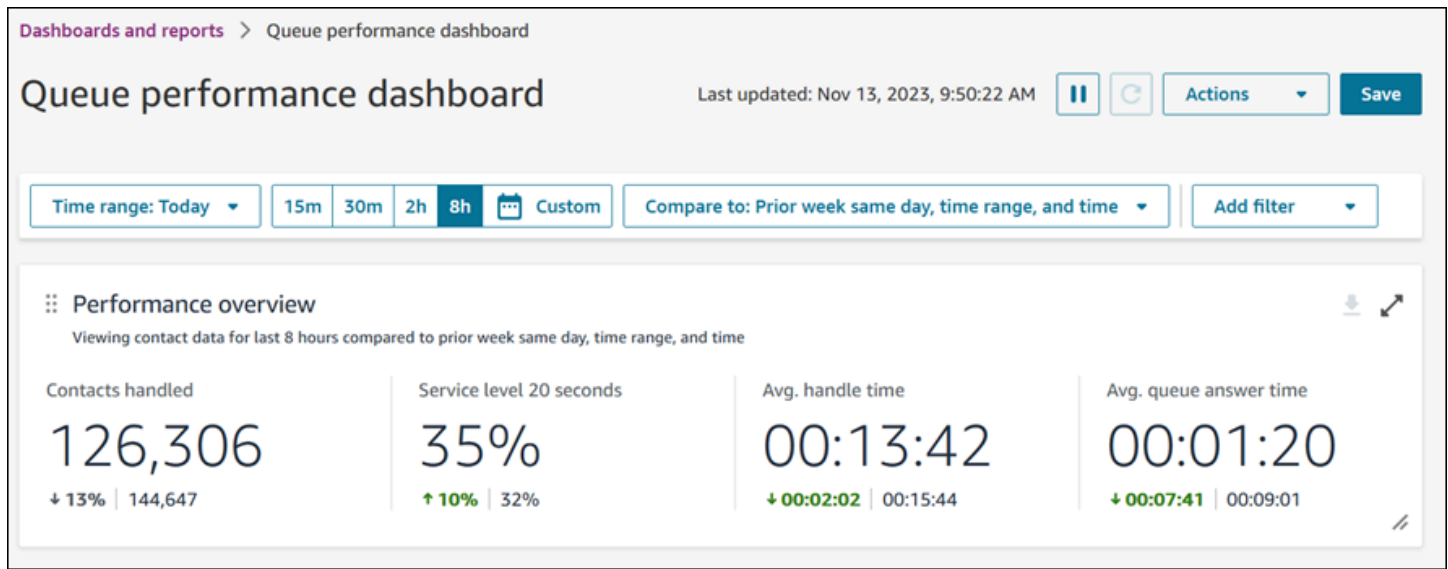 Dashboards and reports > Queue performance dashboard
Queue performance dashboard
Last updated: Nov 13, 2023, 9:50:22 AM
Actions
Save
Time range: Today
15m 30m 2h 8h Custom
Compare to: Prior week same day, time range, and time
Add filter
Performance overview
Viewing contact data for last 8 hours compared to prior week same day, time range, and time
Contacts handled
126,306
↓ 13% | 144,647
Service level 20 seconds
35%
↑ 10% | 32%
Avg. handle time
00:13:42
↓ 00:02:02 | 00:15:44
Avg. queue answer time
00:01:20
↓ 00:07:41 | 00:09:01